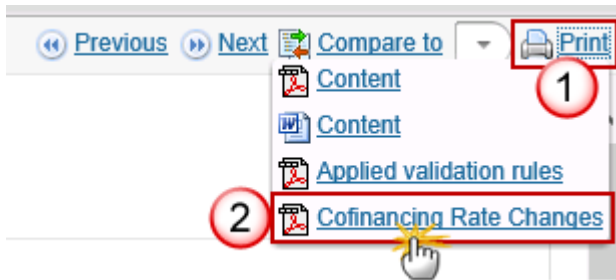 Previous Next Compare to Print
1
Content
Content
Applied validation rules
2 Cofinancing Rate Changes